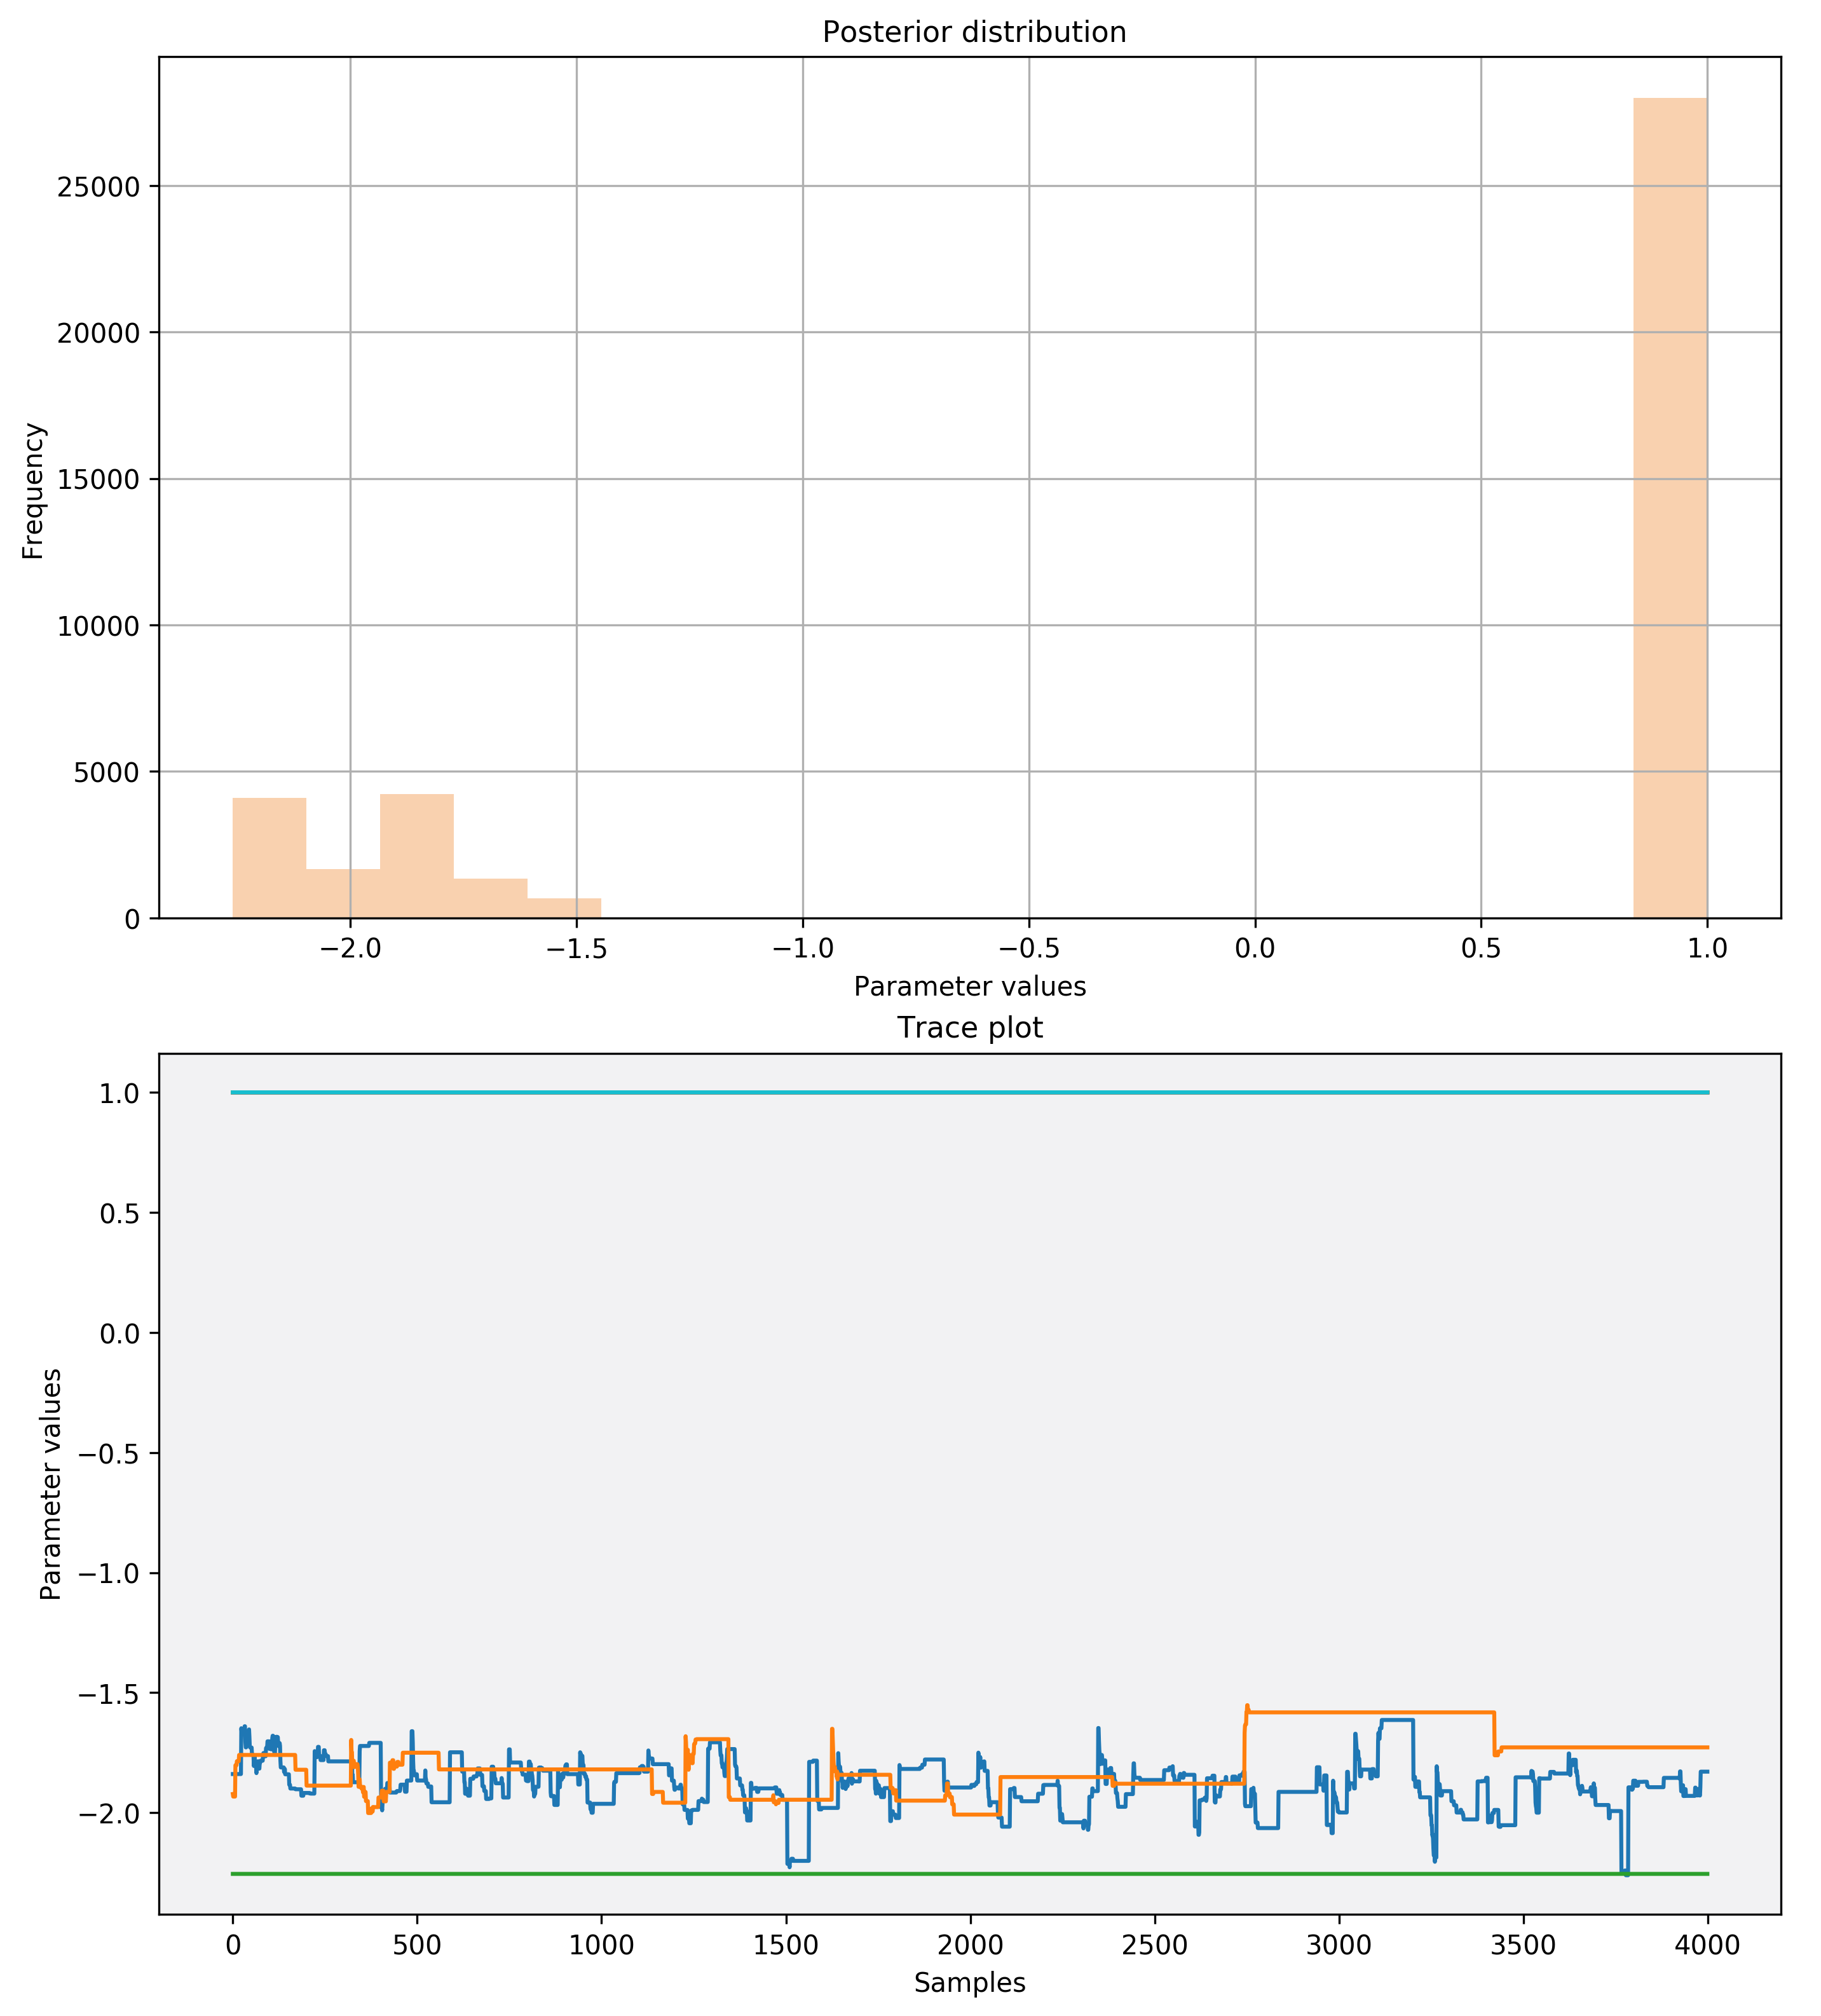 Posterior distribution
25000
20000
15000
10000
5000
0
Frequency
−2.0 −1.5 −1.0 −0.5 0.0 0.5 1.0
Parameter values
Trace plot
1.0
0.5
0.0
−0.5
−1.0
−1.5
−2.0
Parameter values
0 500 1000 1500 2000 2500 3000 3500 4000
Samples